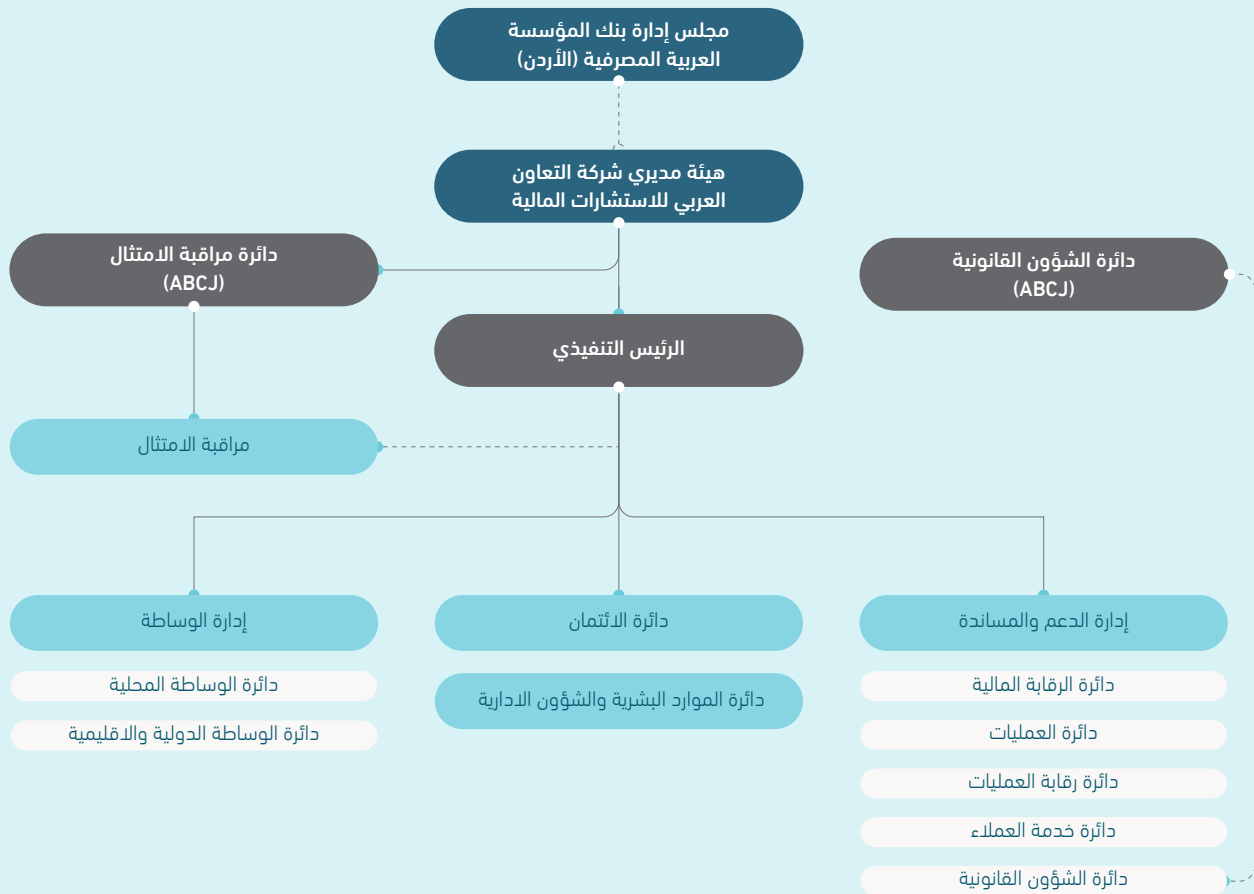 مجلس إدارة بنك المؤسسة
العربية المصرفية (الأردن)
هيئة مديري شركة التعاون
العربي للاستشارات المالية
دائرة الشؤون القانونية
(ABCJ)
دائرة مراقبة الامتثال
(ABCJ)
الرئيس التنفيذي
مراقبة الامتثال
إدارة الدعم والمساندة
دائرة الرقابة المالية
دائرة العمليات
دائرة رقابة العمليات
دائرة خدمة العملاء
دائرة الشؤون القانونية
دائرة الائتمان
دائرة الموارد البشرية والشؤون الادارية
إدارة الوساطة
دائرة الوساطة المحلية
دائرة الوساطة الدولية والاقليمية